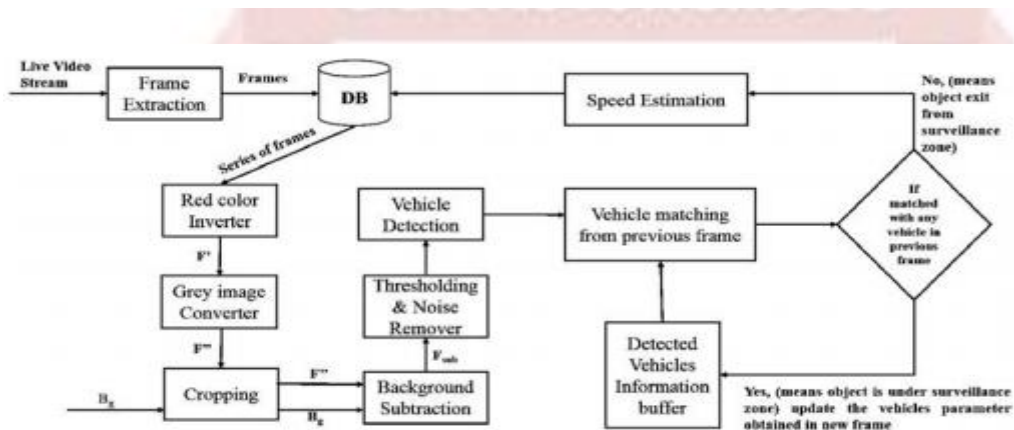 Live Video
Stream
Frame
Extraction
Frames
DB
Speed Estimation
No, (means
object exit
from
surveillance
zone)
Series of frames
Red color
Inverter
Vehicle
Detection
Vehicle matching
from previous frame
If
matched
with any
vehicle in
previous
frame
F'
Grey image
Converter
Thresholding
& Noise
Remover
F''
F_sub
Detected
Vehicles
Information
buffer
B_g
Cropping
F''
B_g
Background
Subtraction
Yes, (means object is under surveillance
zone) update the vehicles parameter
obtained in new frame